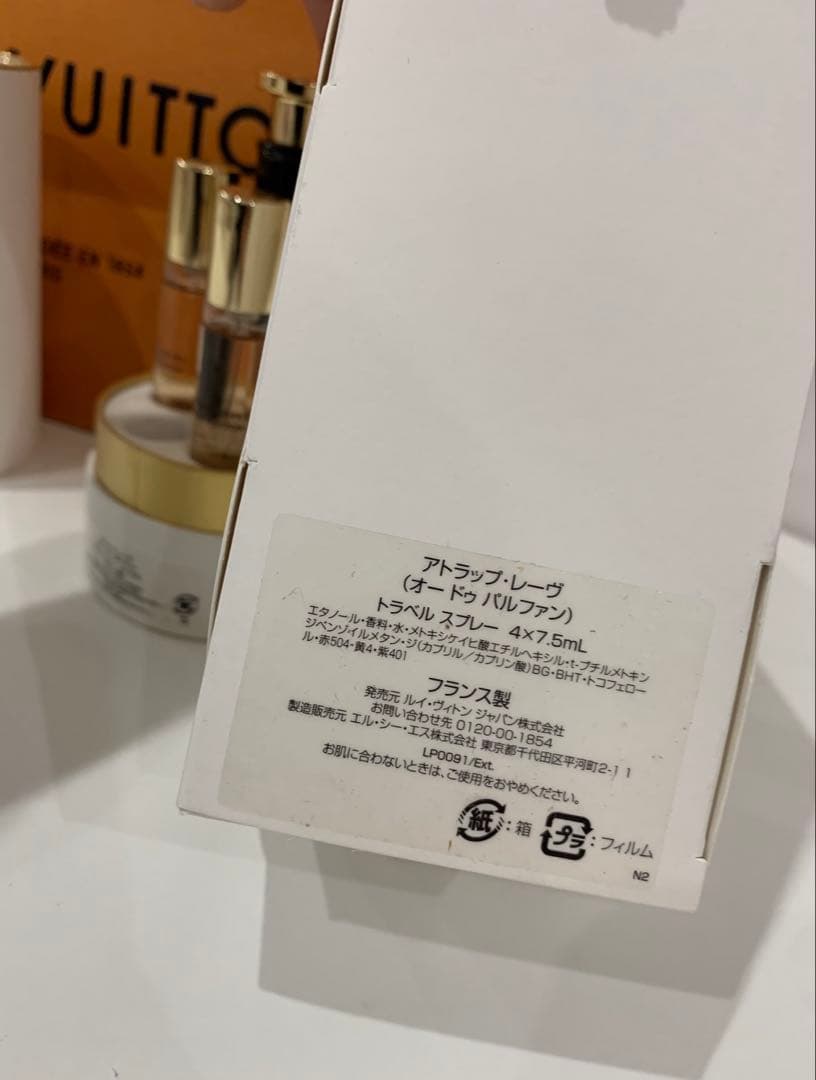 VUITTO
アトラップ・レーヴ
(オー ドゥ パルファン)
トラベル スプレー 4×7.5mL
エタノール・香料・水・メトキシケイヒ酸エチルヘキシル・t-ブチルメトキシ
ジベンゾイルメタン・ジ(カプリル/カプリン酸)BG・BHT・トコフェロー
ル・赤504・黄4・紫401
フランス製
発売元 ルイ・ヴィトン ジャパン株式会社
お問い合わせ先 0120-00-1854
製造販売元 エル・シー・エス株式会社 東京都千代田区平河町2-1 1
LP0091/Ext.
お肌に合わないときは、ご使用をおやめください。
紙:箱 プラ:フィルム
N2